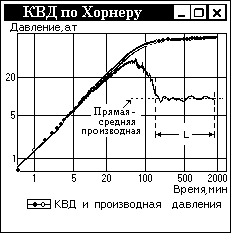 КВД по Хорнеру
Давление,ат
20
5
1
Прямая-
средняя
производная
L
1 5 20 100 500 2000
Время,мин
КВД и производная давления